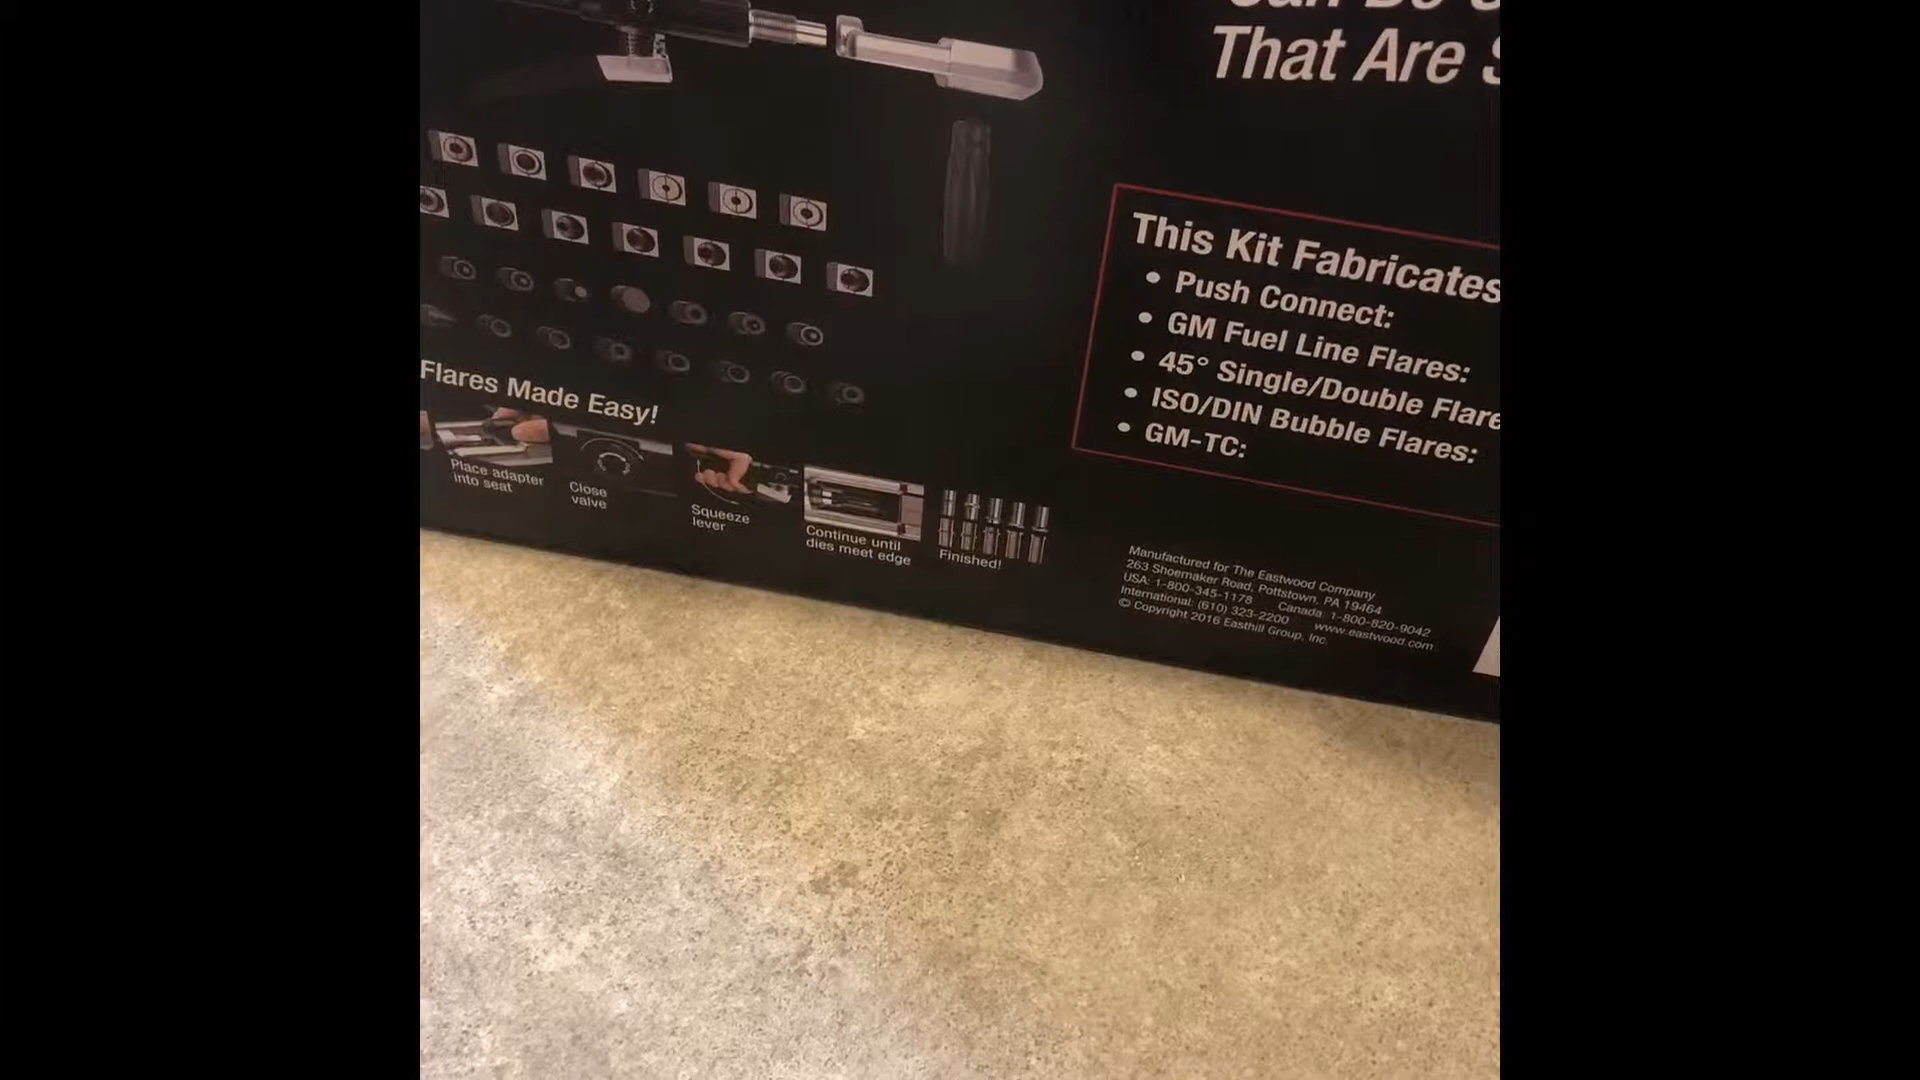 That Are
This Kit Fabricates
• Push Connect:
• GM Fuel Line Flares:
• 45° Single/Double Flare
• ISO/DIN Bubble Flares:
• GM-TC:
Flares Made Easy!
Place adapter
into seat
Close
valve
Squeeze
lever
Continue until
dies meet edge
Finished!
Manufactured for The Eastwood Company
263 Shoemaker Road, Pottstown, PA 19464
USA: 1-800-345-1178 Canada: 1-800-820-9042
International: (610) 323-2200 www.eastwood.com
© Copyright 2016 Easthill Group, Inc.